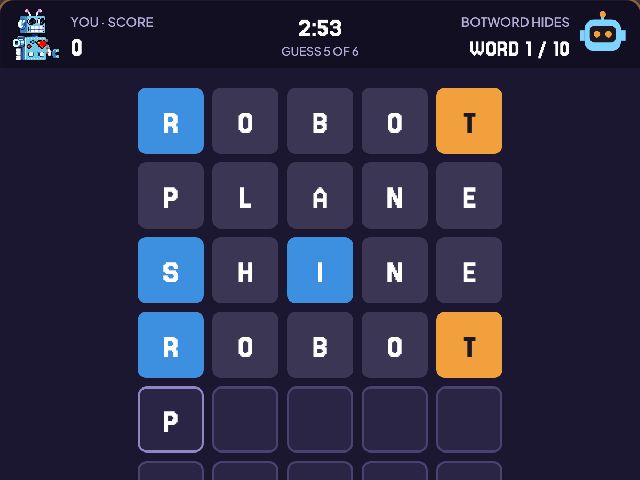 YOU · SCORE
0
2:53
GUESS 5 OF 6
BOTWORD HIDES
WORD 1 / 10
R O B O T
P L A N E
S H I N E
R O B O T
P